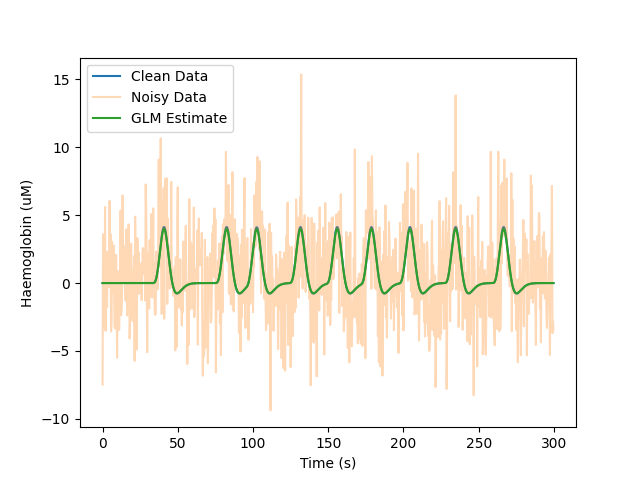 Clean Data
Noisy Data
GLM Estimate
15
10
5
0
−5
−10
Haemoglobin (uM)
0 50 100 150 200 250 300
Time (s)